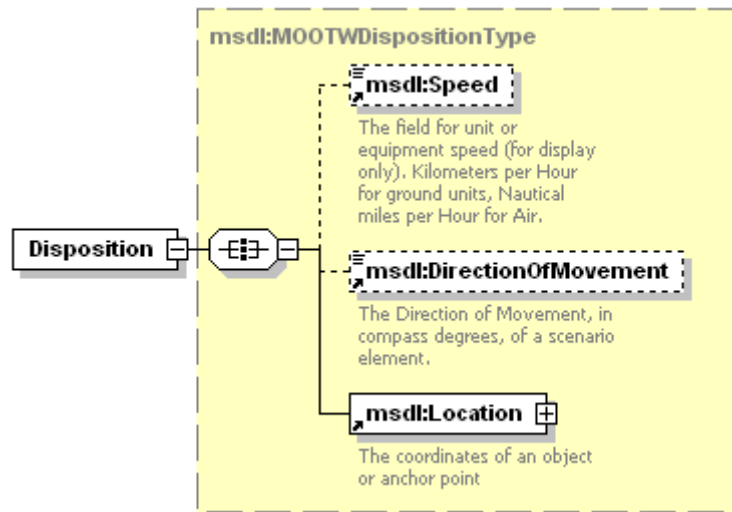 msdl:MOOTWDispositionType
msdl:Speed
The field for unit or
equipment speed (for display
only). Kilometers per Hour
for ground units, Nautical
miles per Hour for Air.
Disposition
msdl:DirectionOfMovement
The Direction of Movement, in
compass degrees, of a scenario
element.
msdl:Location
The coordinates of an object
or anchor point